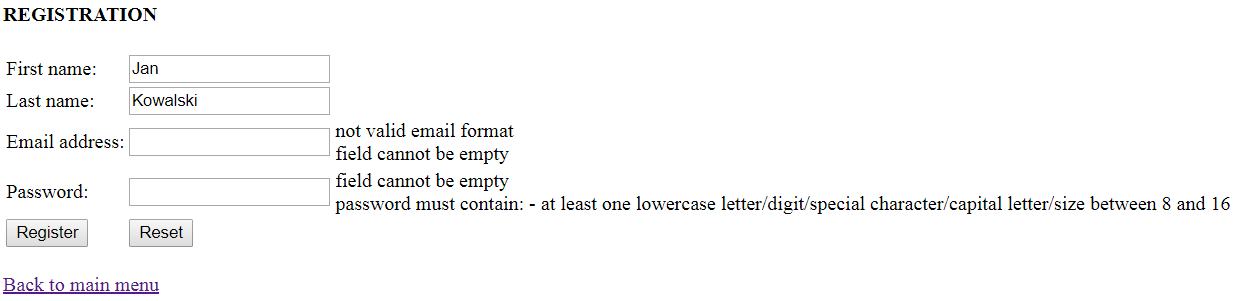 REGISTRATION
First name: Jan
Last name: Kowalski
Email address: not valid email format
field cannot be empty
Password: field cannot be empty
password must contain: - at least one lowercase letter/digit/special character/capital letter/size between 8 and 16
Register Reset
Back to main menu